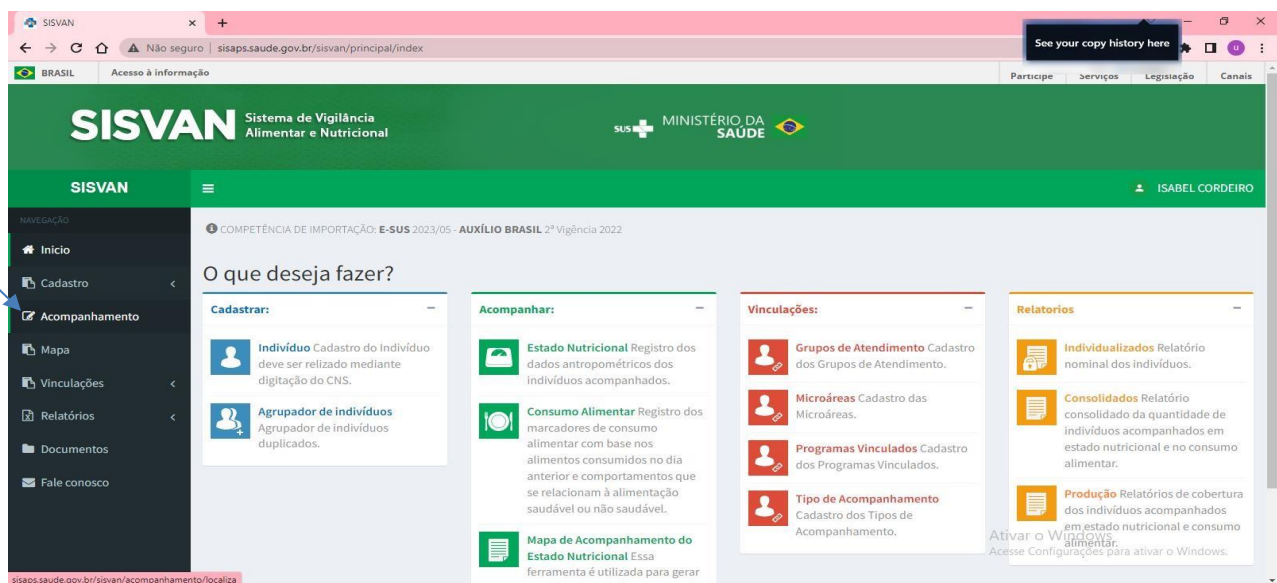 SISVAN
Não seguro | sisaps.saude.gov.br/sisvan/principal/index
See your copy history here
u
BRASIL Acesso à informação
Participe Serviços Legislação Canais
SISVAN Sistema de Vigilância
Alimentar e Nutricional
SUS MINISTÉRIO DA
SAÚDE
SISVAN
ISABEL CORDEIRO
NAVEGAÇÃO
Inicio
Cadastro
Acompanhamento
Mapa
Vinculações
Relatórios
Documentos
Fale conosco
COMPETÊNCIA DE IMPORTAÇÃO: E-SUS 2023/05 - AUXÍLIO BRASIL 2ª Vigência 2022
O que deseja fazer?
Cadastrar:
Indivíduo Cadastro do Indivíduo
deve ser relizado mediante
digitação do CNS.
Agrupador de indivíduos
Agrupador de indivíduos
duplicados.
Acompanhar:
Estado Nutricional Registro dos
dados antropométricos dos
indivíduos acompanhados.
Consumo Alimentar Registro dos
marcadores de consumo
alimentar com base nos
alimentos consumidos no dia
anterior e comportamentos que
se relacionam à alimentação
saudável ou não saudável.
Mapa de Acompanhamento do
Estado Nutricional Essa
ferramenta é utilizada para gerar
Vinculações:
Grupos de Atendimento Cadastro
dos Grupos de Atendimento.
Microáreas Cadastro das
Microáreas.
Programas Vinculados Cadastro
dos Programas Vinculados.
Tipo de Acompanhamento
Cadastro dos Tipos de
Acompanhamento.
Relatorios
Individualizados Relatório
nominal dos indivíduos.
Consolidados Relatório
consolidado da quantidade de
indivíduos acompanhados em
estado nutricional e no consumo
alimentar.
Produção Relatórios de cobertura
dos indivíduos acompanhados
em estado nutricional e consumo
alimentar.
Ativar o Windows
Acesse Configurações para ativar o Windows.
sisaps.saude.gov.br/sisvan/acompanhamento/localiza